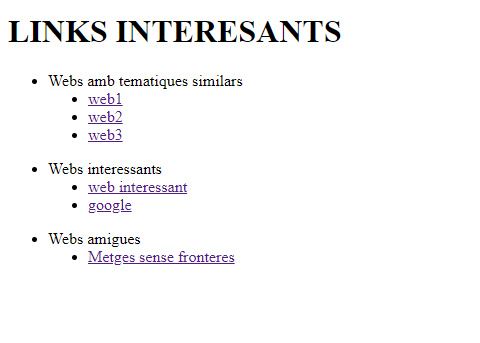 LINKS INTERESANTS
Webs amb tematiques similars
web1
web2
web3
Webs interessants
web interessant
google
Webs amigues
Metges sense fronteres